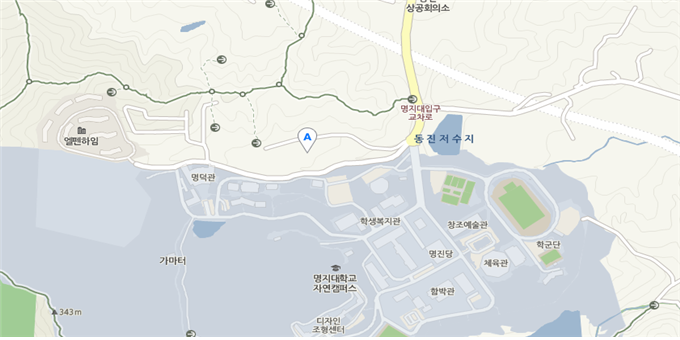 상공회의소
명지대입구
교차로
A
동진저수지
엘펜하임
명덕관
학생복지관
창조예술관
학군단
명진당
체육관
가마터
명지대학교
자연캠퍼스
함박관
343m
디자인
조형센터